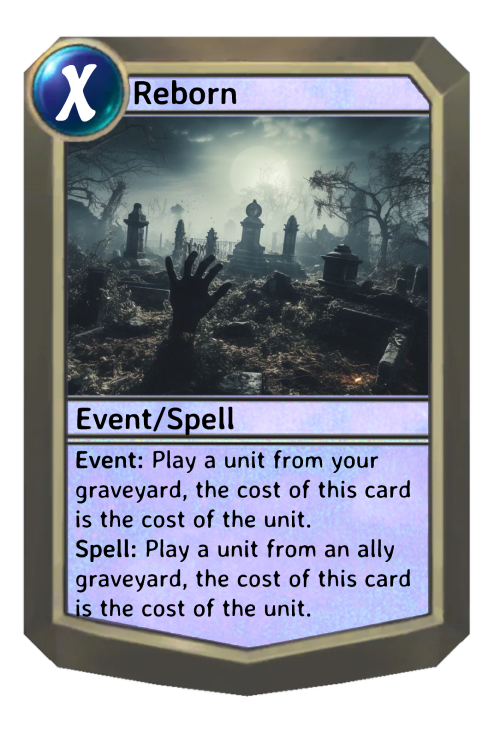 X
Reborn
Event/Spell
Event: Play a unit from your
graveyard, the cost of this card
is the cost of the unit.
Spell: Play a unit from an ally
graveyard, the cost of this card
is the cost of the unit.